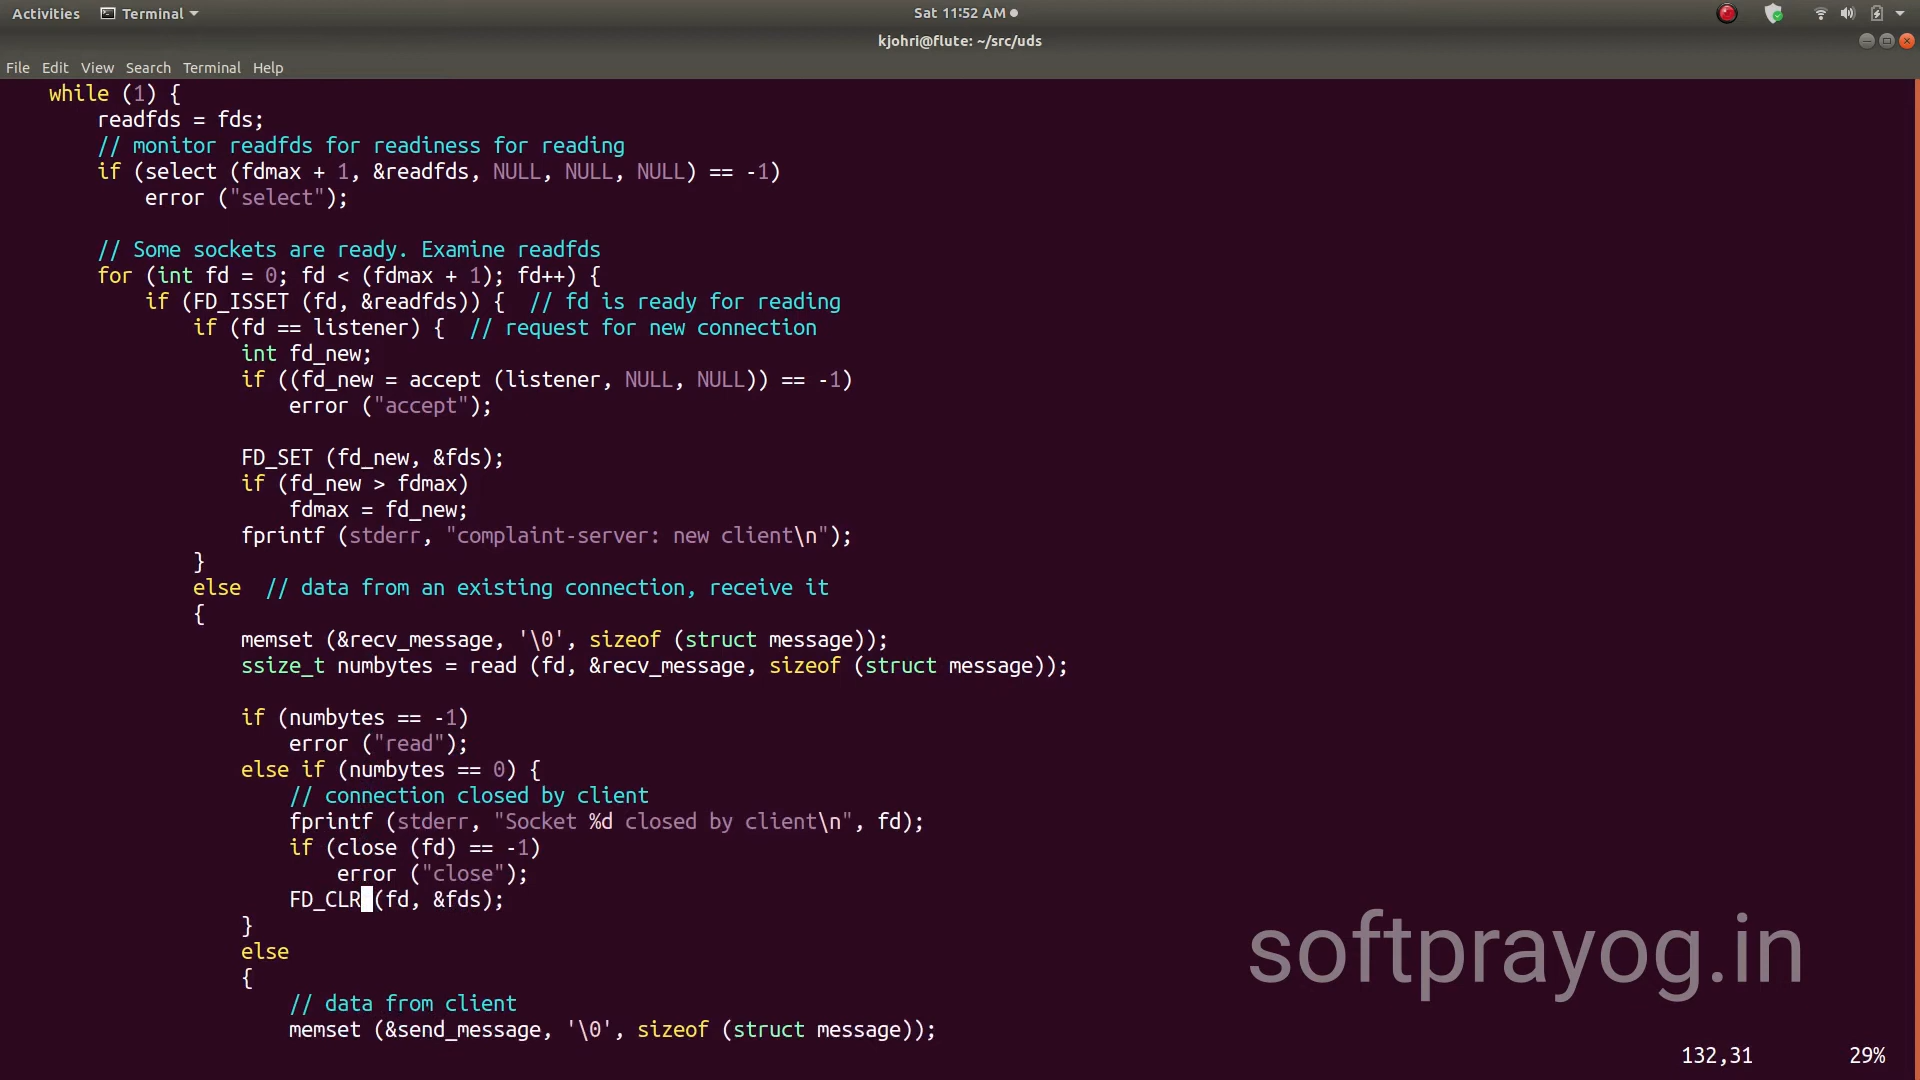 Activities Terminal Sat 11:52 AM
kjohri@flute: ~/src/uds
File Edit View Search Terminal Help
while (1) {
readfds = fds;
// monitor readfds for readiness for reading
if (select (fdmax + 1, &readfds, NULL, NULL, NULL) == -1)
error ("select");
// Some sockets are ready. Examine readfds
for (int fd = 0; fd < (fdmax + 1); fd++) {
if (FD_ISSET (fd, &readfds)) { // fd is ready for reading
if (fd == listener) { // request for new connection
int fd_new;
if ((fd_new = accept (listener, NULL, NULL)) == -1)
error ("accept");
FD_SET (fd_new, &fds);
if (fd_new > fdmax)
fdmax = fd_new;
fprintf (stderr, "complaint-server: new client\n");
}
else // data from an existing connection, receive it
{
memset (&recv_message, '\0', sizeof (struct message));
ssize_t numbytes = read (fd, &recv_message, sizeof (struct message));
if (numbytes == -1)
error ("read");
else if (numbytes == 0) {
// connection closed by client
fprintf (stderr, "Socket %d closed by client\n", fd);
if (close (fd) == -1)
error ("close");
FD_CLR (fd, &fds);
}
else
{
// data from client
memset (&send_message, '\0', sizeof (struct message));
softprayog.in
132,31 29%